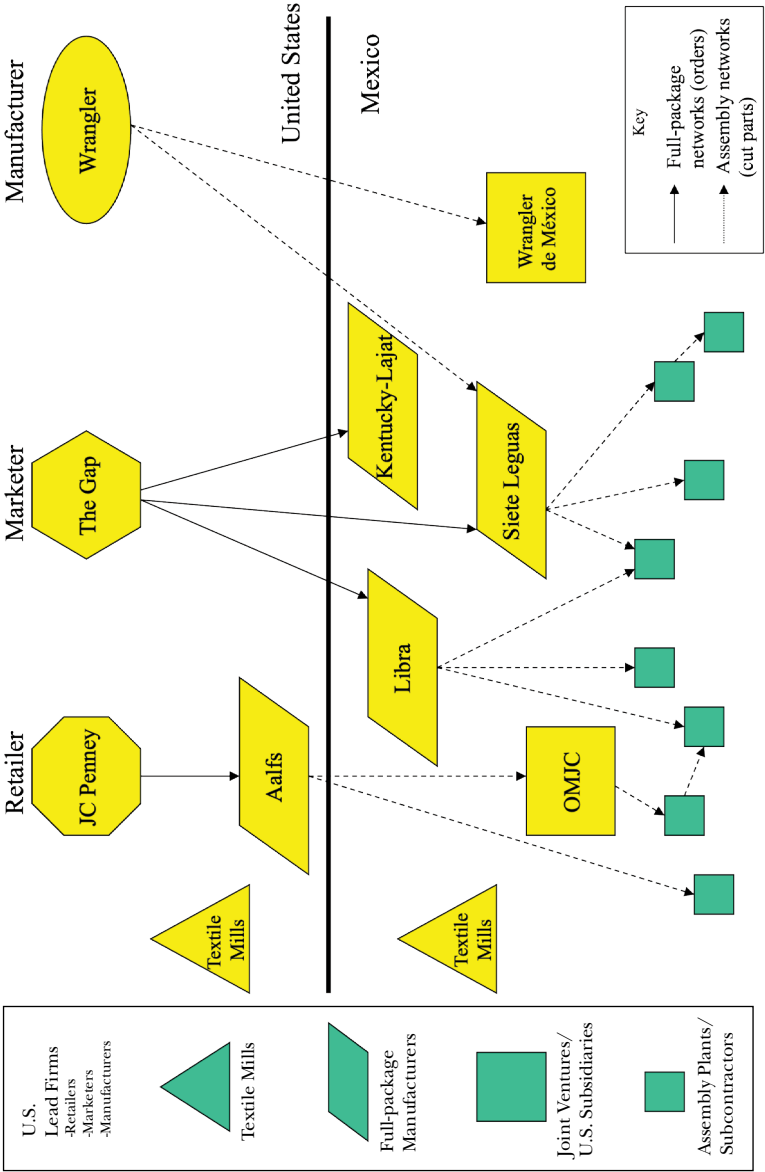 Retailer
Marketer
Manufacturer
JC Penney
The Gap
Wrangler
Textile
Mills
Aalfs
United States
Mexico
Textile
Mills
Libra
Kentucky-Lajat
OMJC
Siete Leguas
Wrangler
de México
U.S.
Lead Firms
-Retailers
-Marketers
-Manufacturers
Textile Mills
Full-package
Manufacturers
Joint Ventures/
U.S. Subsidiaries
Assembly Plants/
Subcontractors
Key
Full-package
networks (orders)
Assembly networks
(cut parts)